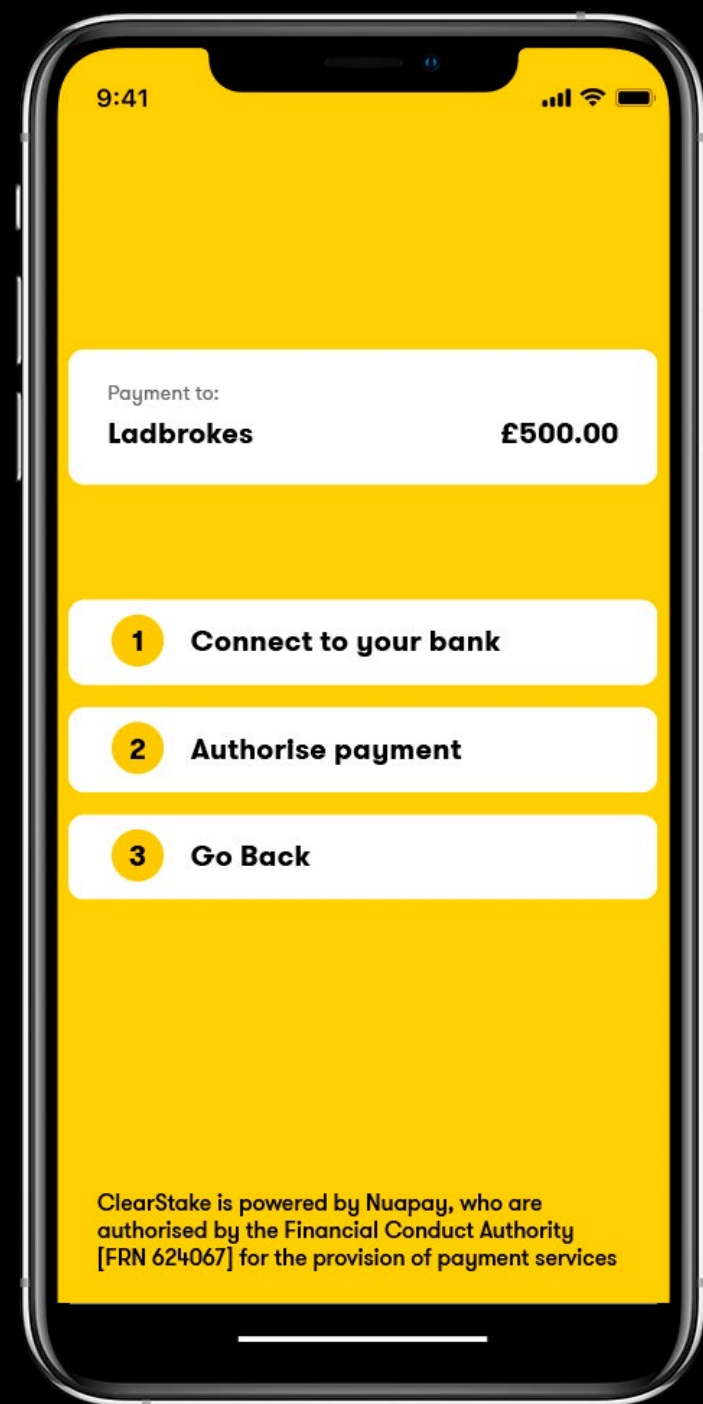 9:41
Payment to:
Ladbrokes £500.00
1 Connect to your bank
2 Authorise payment
3 Go Back
ClearStake is powered by Nuapay, who are
authorised by the Financial Conduct Authority
[FRN 624067] for the provision of payment services